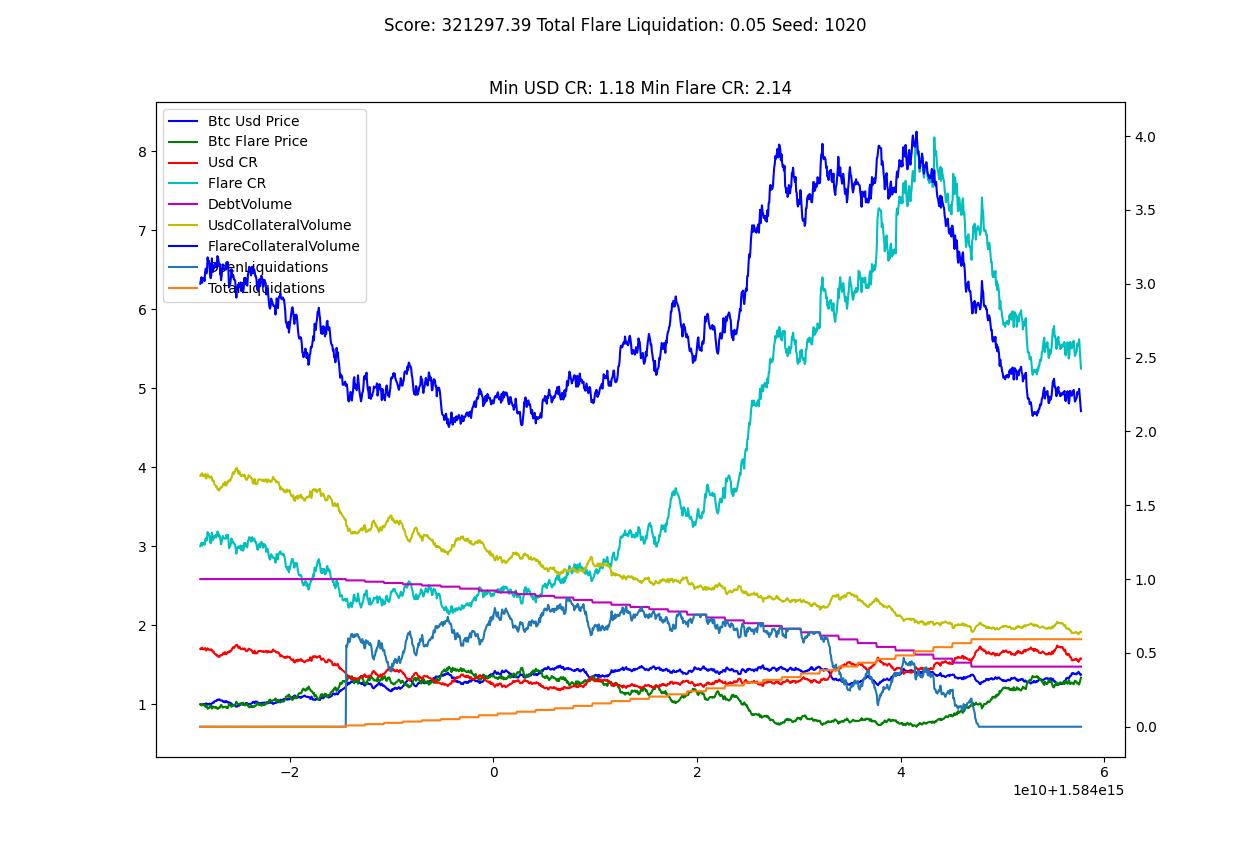 Score: 321297.39 Total Flare Liquidation: 0.05 Seed: 1020
Min USD CR: 1.18 Min Flare CR: 2.14
Btc Usd Price
Btc Flare Price
Usd CR
Flare CR
DebtVolume
UsdCollateralVolume
FlareCollateralVolume
OpenLiquidations
TotalLiquidations
8
7
6
5
4
3
2
1
4.0
3.5
3.0
2.5
2.0
1.5
1.0
0.5
0.0
−2
0
2
4
6
1e10+1.584e15